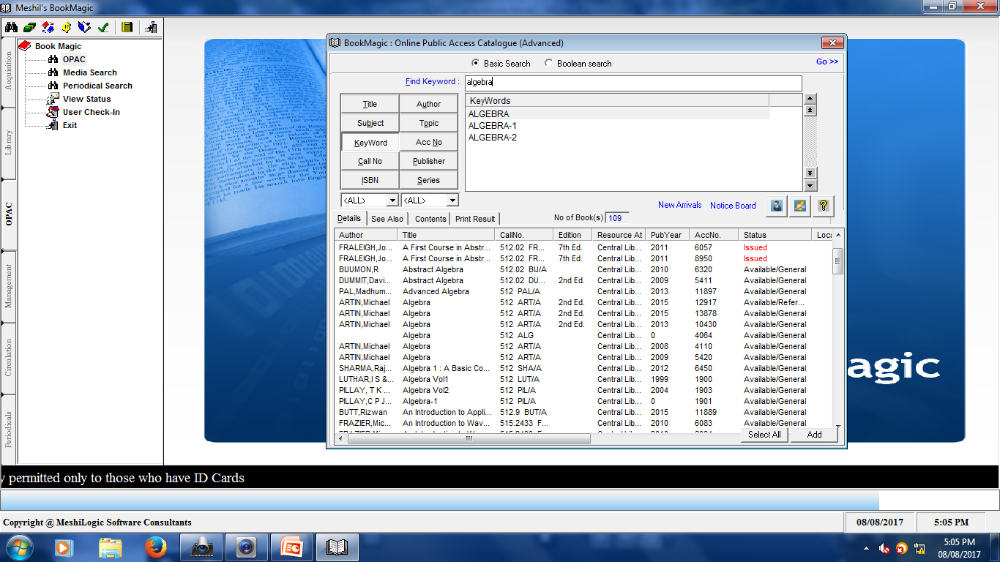 Meshil's BookMagic
Book Magic
OPAC
Media Search
Periodical Search
View Status
User Check-In
Exit
Acquisition
Library
OPAC
Management
Circulation
Periodicals
BookMagic : Online Public Access Catalogue (Advanced)
Basic Search Boolean search Go >>
Find Keyword : algebra
Title Author
Subject Topic
KeyWord Acc No
Call No Publisher
ISBN Series
<ALL> <ALL>
KeyWords
ALGEBRA
ALGEBRA-1
ALGEBRA-2
New Arrivals Notice Board
Details See Also Contents Print Result No of Book(s) 109
Author Title CallNo. Edition Resource At PubYear AccNo. Status Loca
FRALEIGH,Jo... A First Course in Abstr... 512.02 FR... 7th Ed. Central Lib... 2011 6057 Issued
FRALEIGH,Jo... A First Course in Abstr... 512.02 FR... 7th Ed. Central Lib... 2011 8950 Issued
BIJUMON,R Abstract Algebra 512.02 BIJ/A Central Lib... 2010 6320 Available/General
DUMMIT,Davi... Abstract Algebra 512.02 DU... 2nd Ed. Central Lib... 2009 5411 Available/General
PAL,Madhum... Advanced Algebra 512 PAL/A Central Lib... 2013 11897 Available/General
ARTIN,Michael Algebra 512 ART/A 2nd Ed. Central Lib... 2015 12917 Available/Refer...
ARTIN,Michael Algebra 512 ART/A 2nd Ed. Central Lib... 2015 13878 Available/General
ARTIN,Michael Algebra 512 ART/A 2nd Ed. Central Lib... 2013 10430 Available/General
Algebra 512 ALG Central Lib... 0 4064 Available/General
ARTIN,Michael Algebra 512 ART/A Central Lib... 2008 4110 Available/General
ARTIN,Michael Algebra 512 ART/A Central Lib... 2009 5420 Available/General
SHARMA,Raj... Algebra 1 : A Basic Co... 512 SHA/A Central Lib... 2012 6450 Available/General
LUTHAR,I S &... Algebra Vol1 512 LUT/A Central Lib... 1999 1900 Available/General
PILLAY, T K ... Algebra Vol2 512 PIL/A Central Lib... 2004 1903 Available/General
PILLAY,C P J... Algebra-1 512 PIL/A Central Lib... 0 1901 Available/General
BUTT,Rizwan An Introduction to Appli... 512.9 BUT/A Central Lib... 2015 11889 Available/General
FRAZIER,Mic... An Introduction to Wav... 515.2433 F... Central Lib... 2010 6083 Available/General
Select All Add
agic
y permitted only to those who have ID Cards
Copyright @ MeshiLogic Software Consultants 08/08/2017 5:05 PM
5:05 PM
08/08/2017